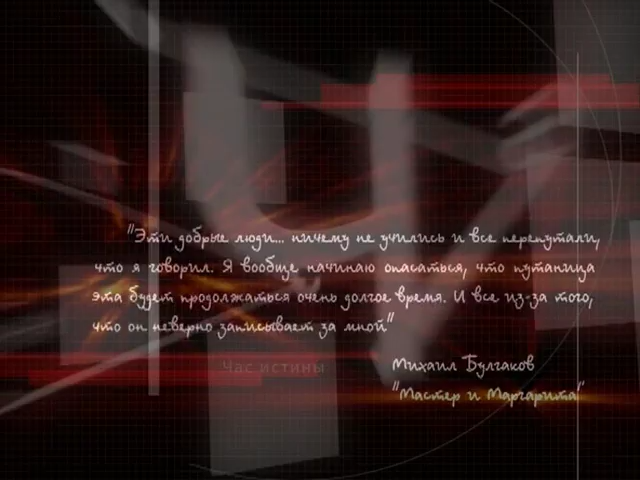 "Эти добрые люди... ничему не учились и все перепутали,
что я говорил. Я вообще начинаю опасаться, что путаница
эта будет продолжаться очень долгое время. И все из-за того,
что он неверно записывает за мной"
Час истины
Михаил Булгаков
"Мастер и Маргарита"